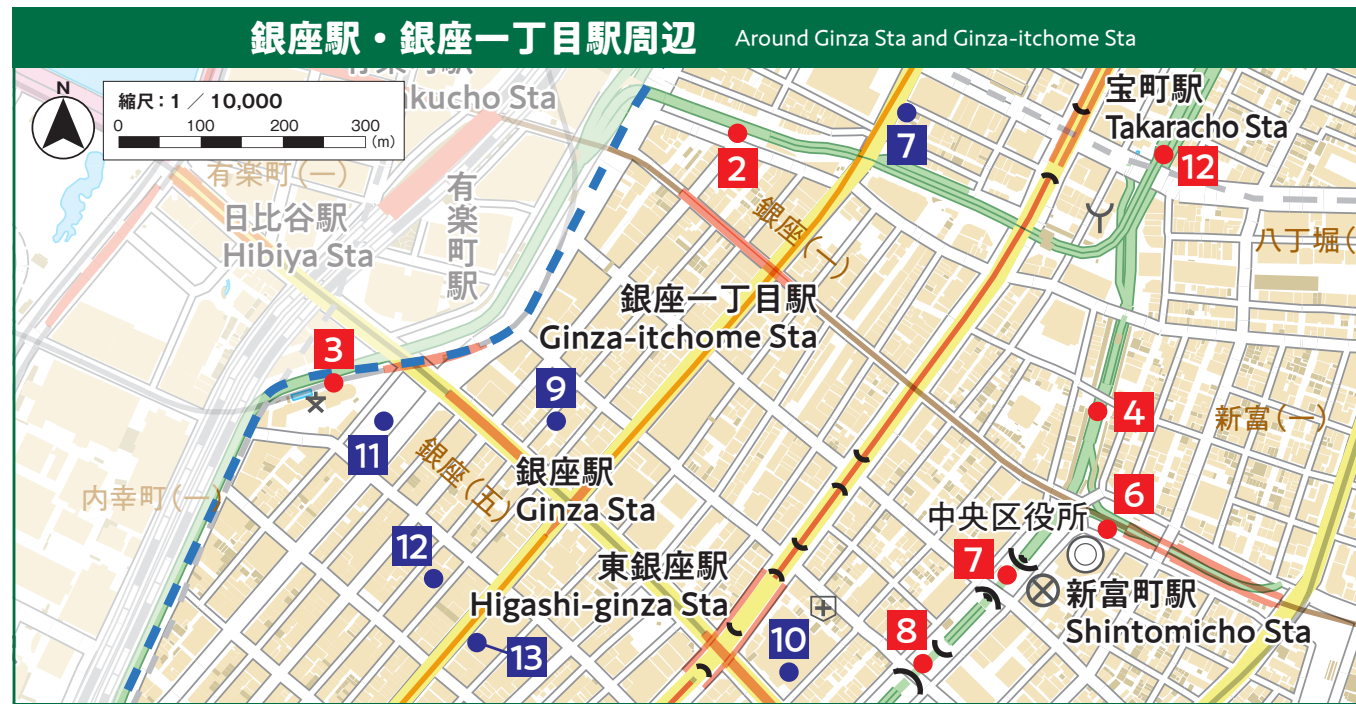 銀座駅・銀座一丁目駅周辺 Around Ginza Sta and Ginza-itchome Sta
N
縮尺：1 ／ 10,000
0 100 200 300
(m)
kucho Sta
宝町駅
Takaracho Sta
12
2
7
有楽町(一)
有楽町駅
日比谷駅
Hibiya Sta
銀座(一)
八丁堀(
銀座一丁目駅
Ginza-itchome Sta
3
9
4
新富(一)
11
銀座(五)
銀座駅
Ginza Sta
内幸町(一)
6
中央区役所
12
7
東銀座駅
Higashi-ginza Sta
新富町駅
Shintomicho Sta
8
10
13